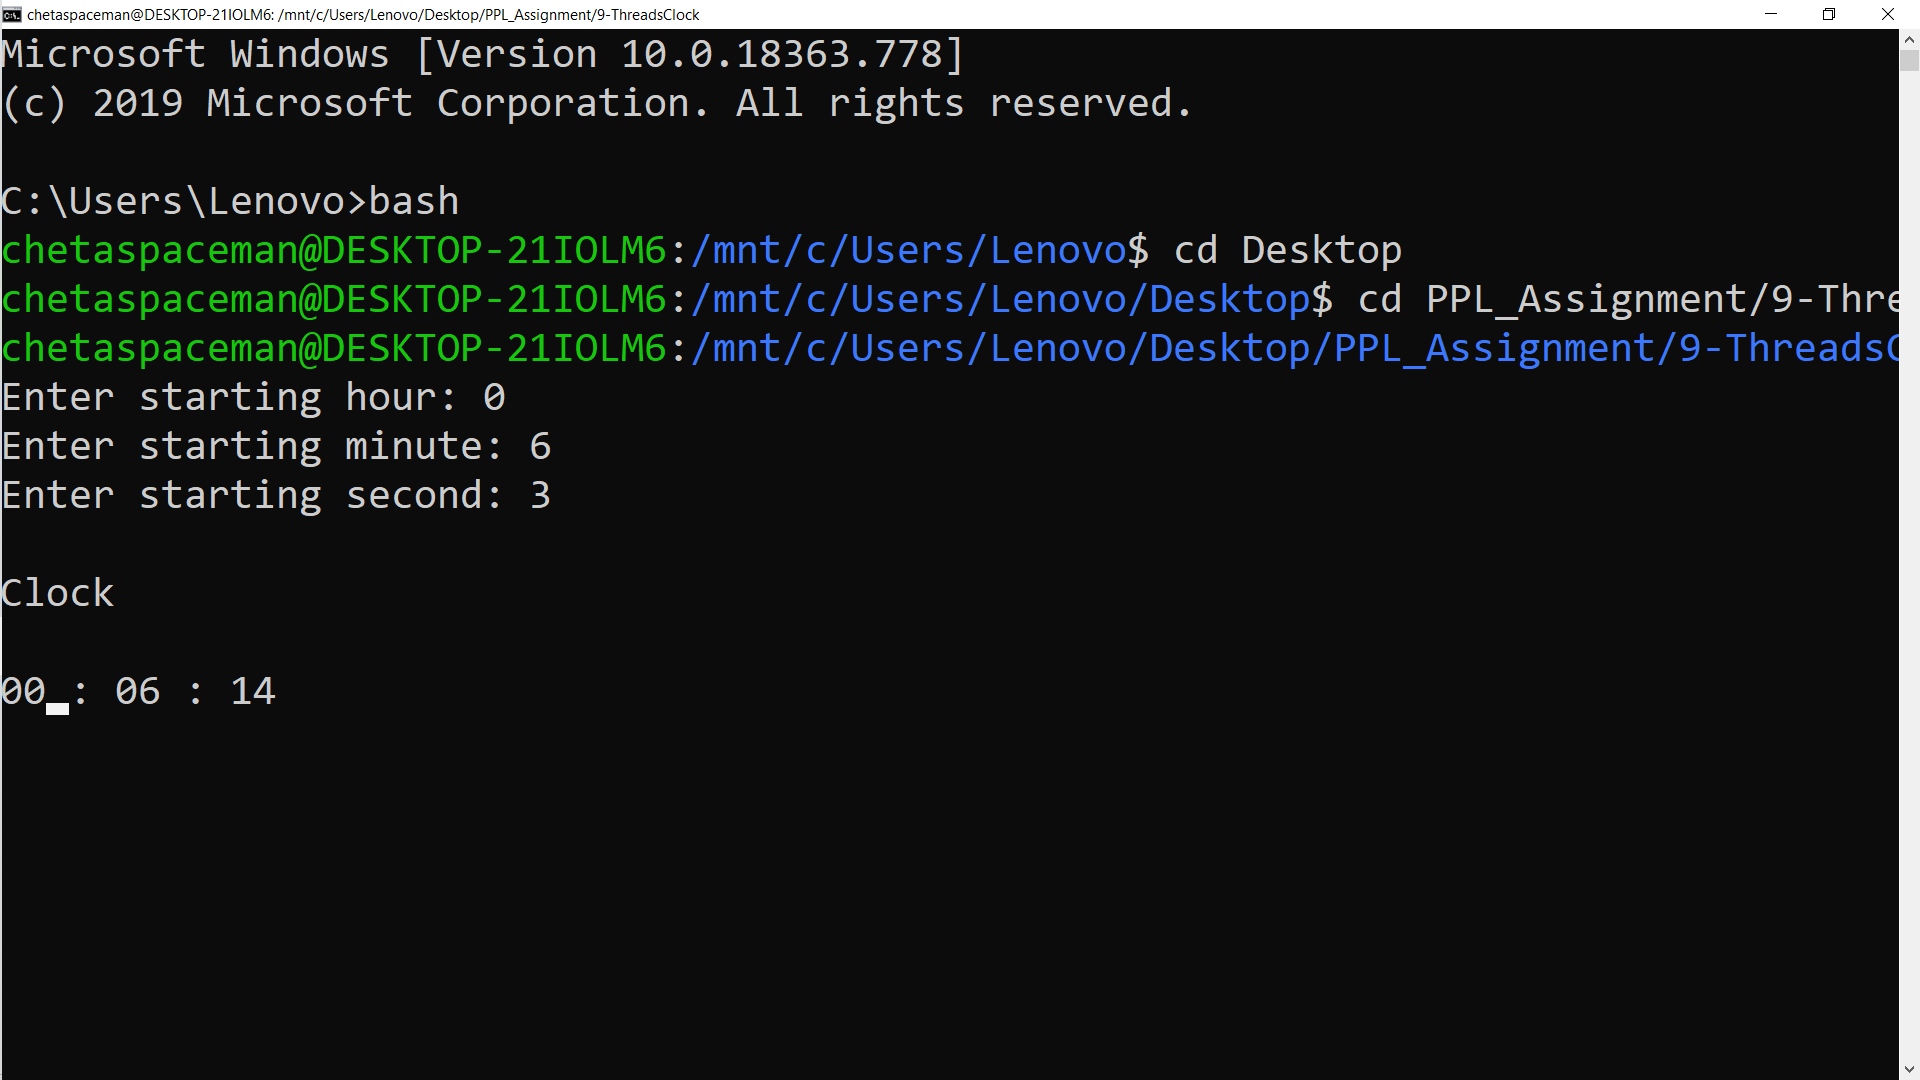 chetaspaceman@DESKTOP-21IOLM6: /mnt/c/Users/Lenovo/Desktop/PPL_Assignment/9-ThreadsClock
Microsoft Windows [Version 10.0.18363.778]
(c) 2019 Microsoft Corporation. All rights reserved.
C:\Users\Lenovo>bash
chetaspaceman@DESKTOP-21IOLM6:/mnt/c/Users/Lenovo$ cd Desktop
chetaspaceman@DESKTOP-21IOLM6:/mnt/c/Users/Lenovo/Desktop$ cd PPL_Assignment/9-Thre
chetaspaceman@DESKTOP-21IOLM6:/mnt/c/Users/Lenovo/Desktop/PPL_Assignment/9-ThreadsC
Enter starting hour: 0
Enter starting minute: 6
Enter starting second: 3
Clock
00 : 06 : 14